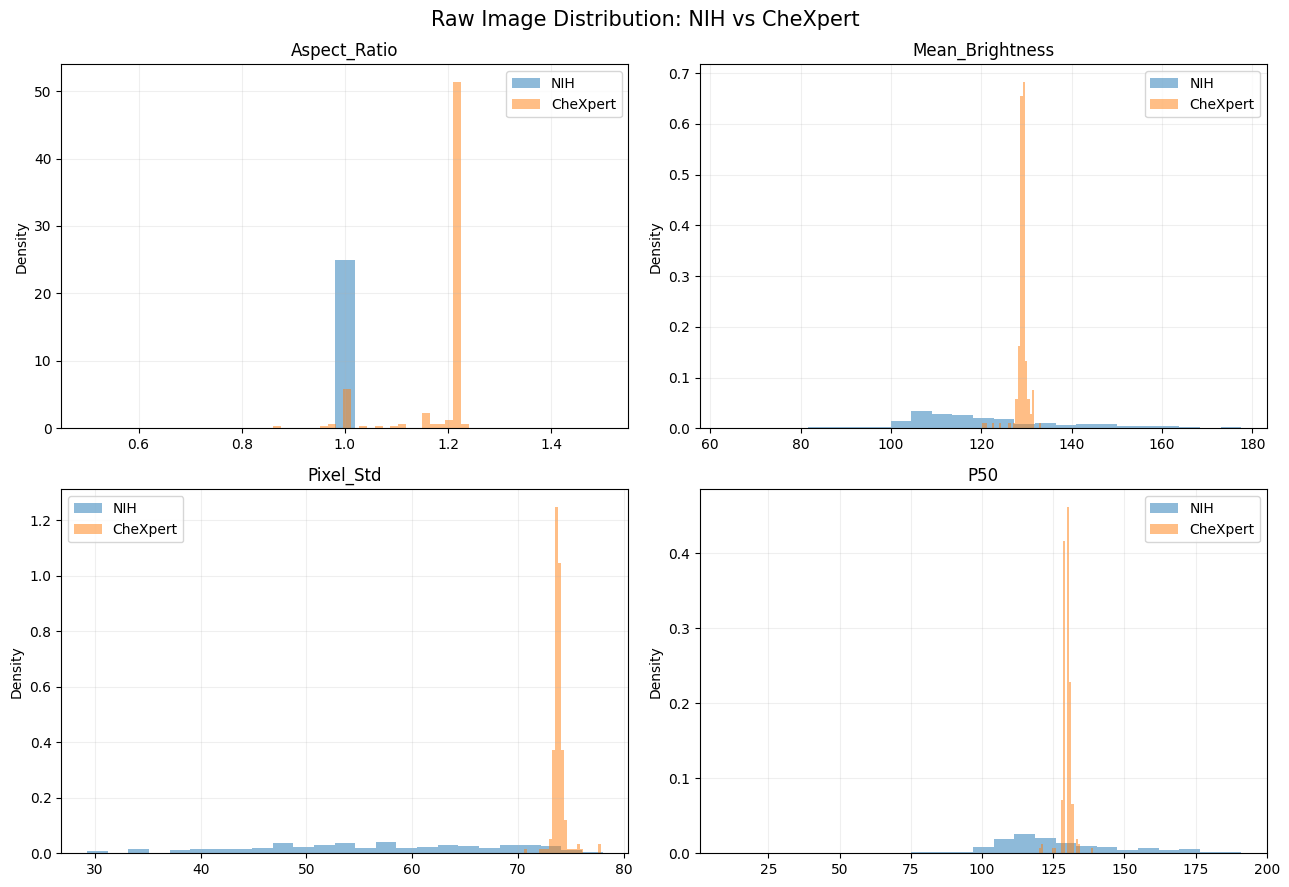 Raw Image Distribution: NIH vs CheXpert
Aspect_Ratio
Density
50
40
30
20
10
0
0.6 0.8 1.0 1.2 1.4
NIH
CheXpert
Mean_Brightness
Density
0.7
0.6
0.5
0.4
0.3
0.2
0.1
0.0
60 80 100 120 140 160 180
NIH
CheXpert
Pixel_Std
Density
1.2
1.0
0.8
0.6
0.4
0.2
0.0
30 40 50 60 70 80
NIH
CheXpert
P50
Density
0.4
0.3
0.2
0.1
0.0
25 50 75 100 125 150 175 200
NIH
CheXpert